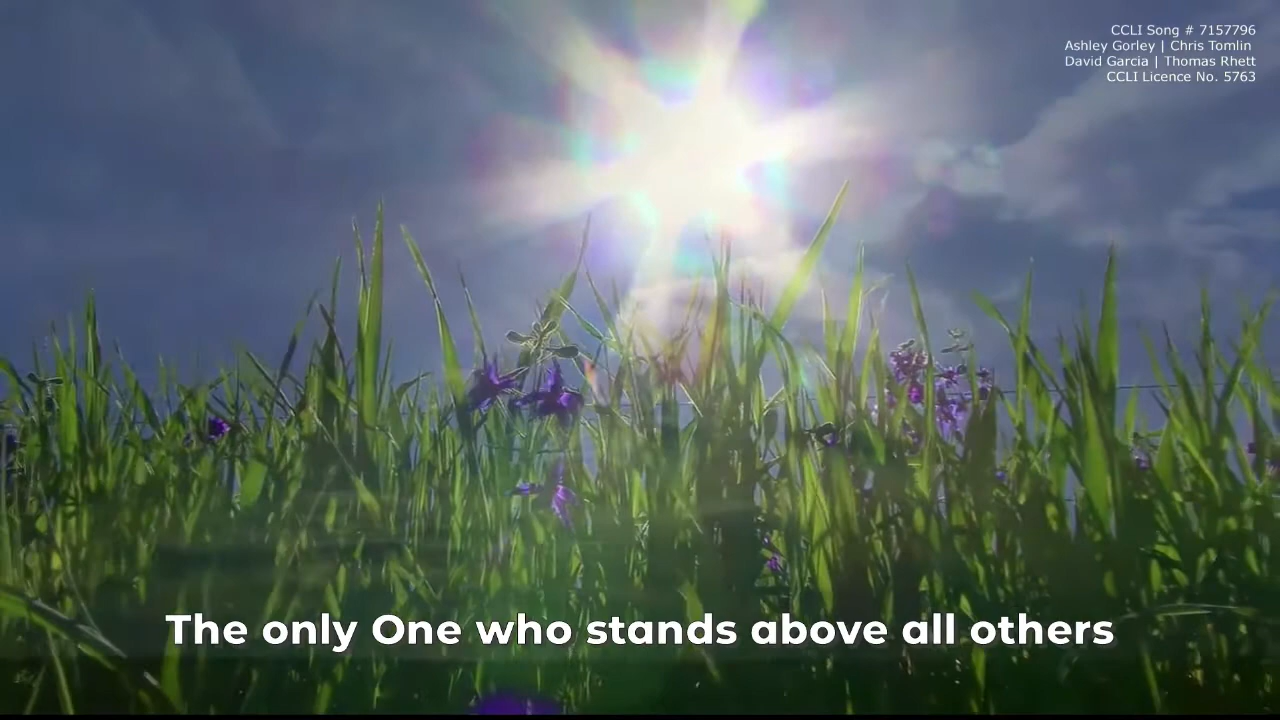 CCLI Song # 7157796
Ashley Gorley | Chris Tomlin
David Garcia | Thomas Rhett
CCLI Licence No. 5763
The only One who stands above all others